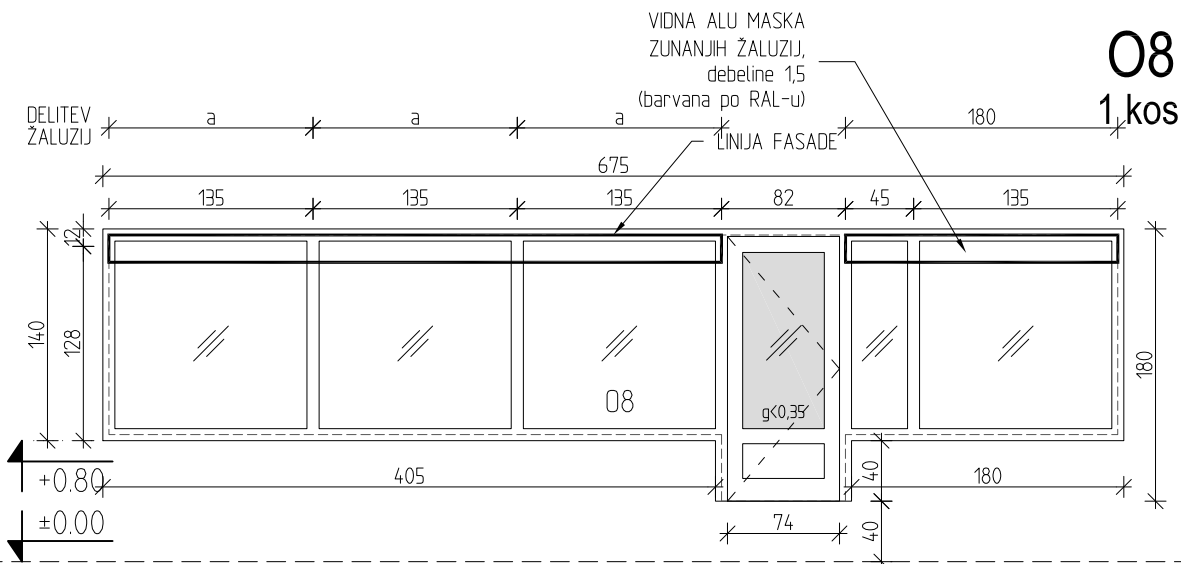 VIDNA ALU MASKA
ZUNANJIH ŽALUZIJ,
debeline 1,5
(barvana po RAL-u)
O8
1 kos
DELITEV
ŽALUZIJ
a
a
a
180
LINIJA FASADE
675
135
135
135
82
45
135
12
140
128
180
O8
g<0,35
+0.80
±0.00
405
40
180
74
40